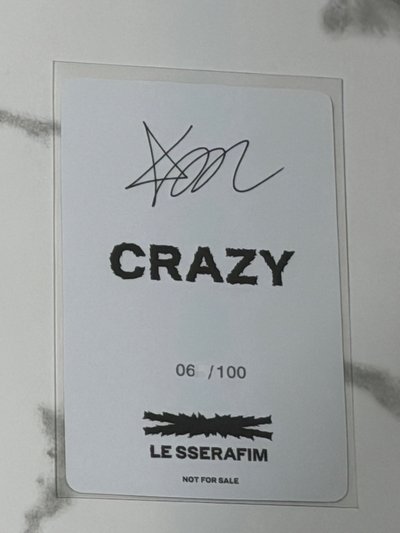 CRAZY
06 /100
LE SSERAFIM
NOT FOR SALE